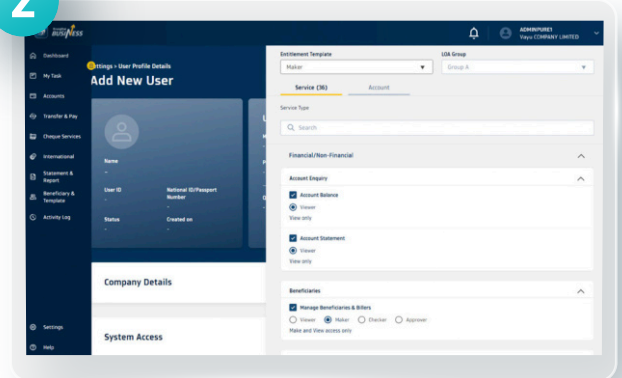 2
BUSINESS
ADMINPURE1
Vayu COMPANY LIMITED
Dashboard
My Task
Accounts
Transfer & Pay
Cheque Services
International
Statement &
Report
Beneficiary &
Template
Activity Log
Settings
Help
Settings > User Profile Details
Add New User
Name
-
User ID
-
National ID/Passport
Number
-
Status
-
Created on
-
Company Details
System Access
Entitlement Template
Maker
LOA Group
Group A
Service (36)
Account
Service Type
Search
Financial/Non-Financial
Account Enquiry
Account Balance
Viewer
View only
Account Statement
Viewer
View only
Beneficiaries
Manage Beneficiaries & Billers
Viewer Maker Checker Approver
Make and View access only